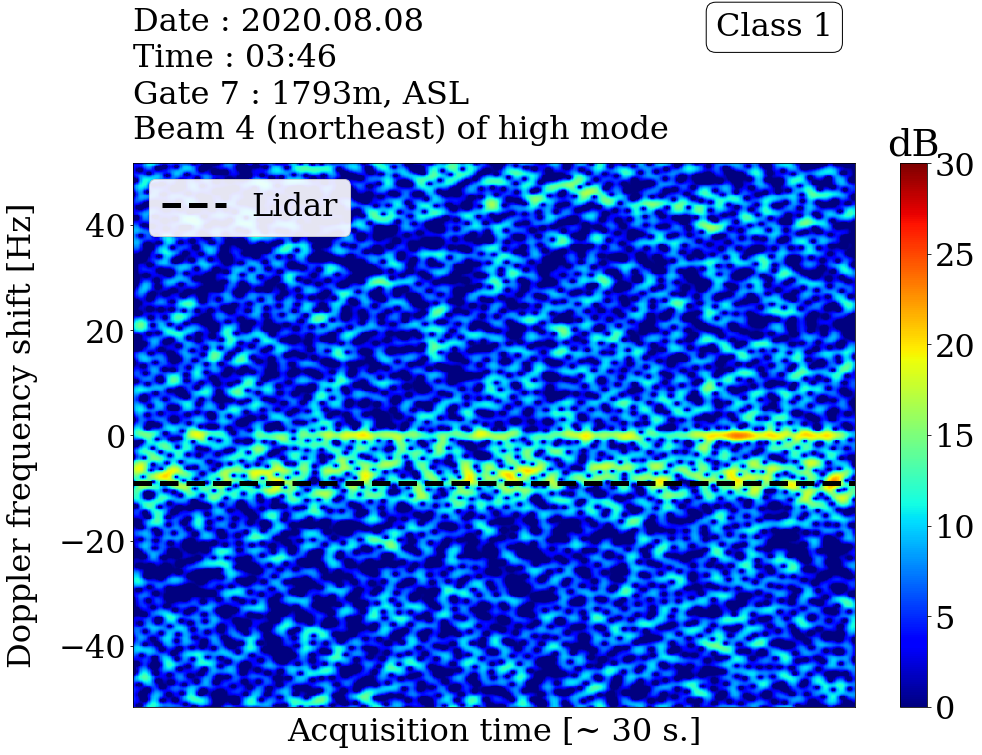 Date : 2020.08.08
Class 1
Time : 03:46
Gate 7 : 1793m, ASL
Beam 4 (northeast) of high mode
dB
Lidar
Doppler frequency shift [Hz]
40
20
0
−20
−40
30
25
20
15
10
5
0
Acquisition time [~ 30 s.]